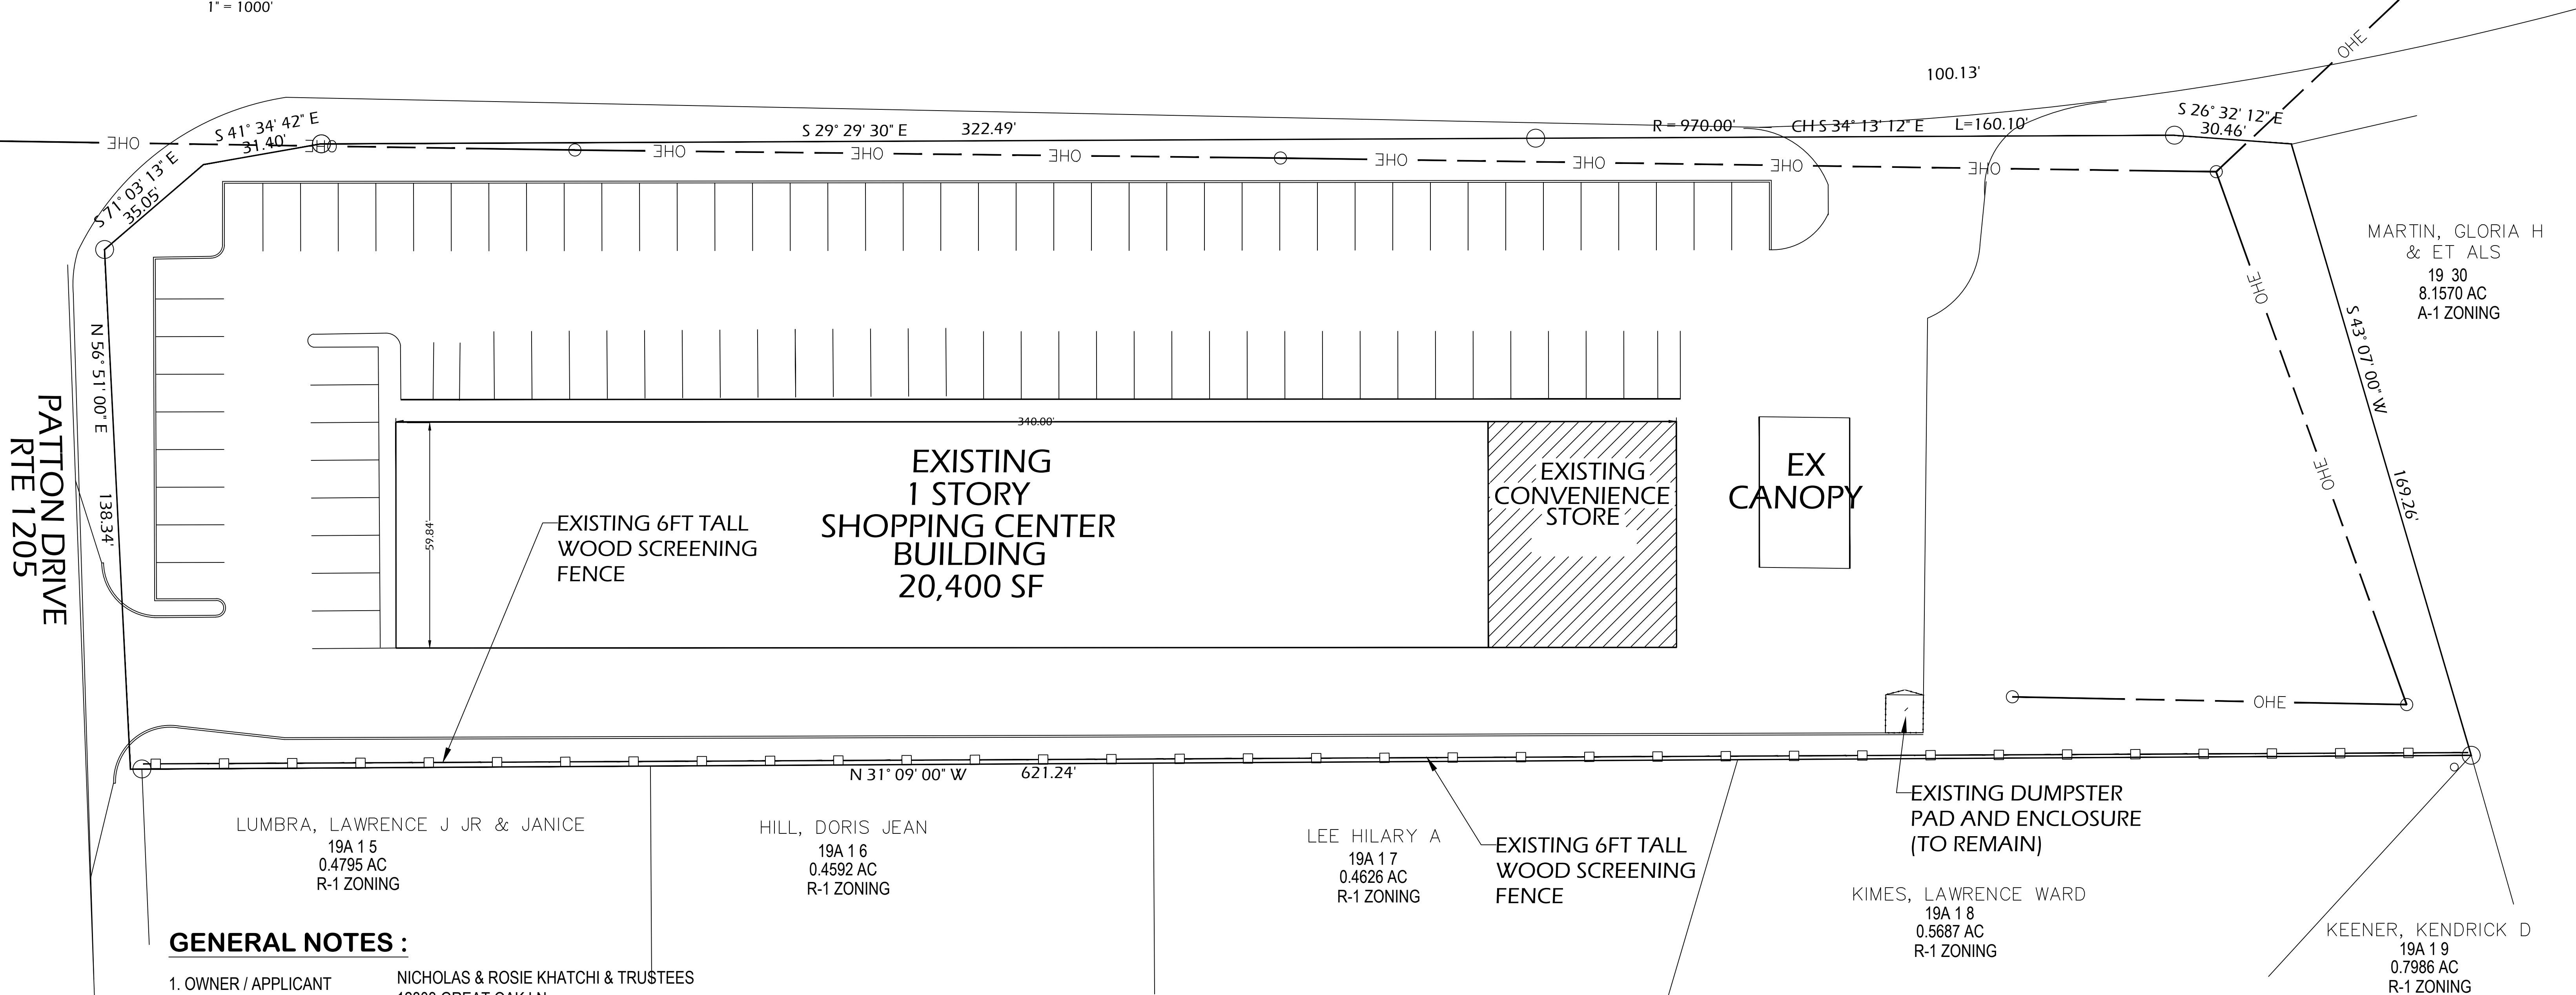 1" = 1000'
100.13'
OHE
S 41° 34' 42" E
31.40'
S 29° 29' 30" E 322.49'
R = 970.00' CH S 34° 13' 12" E L=160.10'
S 26° 32' 12" E
30.46'
OHE
OHE
OHE
OHE
OHE
OHE
OHE
OHE
OHE
OHE
S 71° 03' 13" E
35.05'
MARTIN, GLORIA H
& ET ALS
19 30
8.1570 AC
A-1 ZONING
OHE
OHE
S 43° 07' 00" W
169.26'
N 56° 51' 00" E
138.34'
PATTON DRIVE
RTE 1205
340.00'
59.84'
EXISTING
1 STORY
SHOPPING CENTER
BUILDING
20,400 SF
EXISTING
CONVENIENCE
STORE
EX
CANOPY
EXISTING 6FT TALL
WOOD SCREENING
FENCE
OHE
N 31° 09' 00" W 621.24'
LUMBRA, LAWRENCE J JR & JANICE
19A 1 5
0.4795 AC
R-1 ZONING
HILL, DORIS JEAN
19A 1 6
0.4592 AC
R-1 ZONING
LEE HILARY A
19A 1 7
0.4626 AC
R-1 ZONING
EXISTING 6FT TALL
WOOD SCREENING
FENCE
EXISTING DUMPSTER
PAD AND ENCLOSURE
(TO REMAIN)
KIMES, LAWRENCE WARD
19A 1 8
0.5687 AC
R-1 ZONING
KEENER, KENDRICK D
19A 1 9
0.7986 AC
R-1 ZONING
GENERAL NOTES :
1. OWNER / APPLICANT NICHOLAS & ROSIE KHATCHI & TRUSTEES